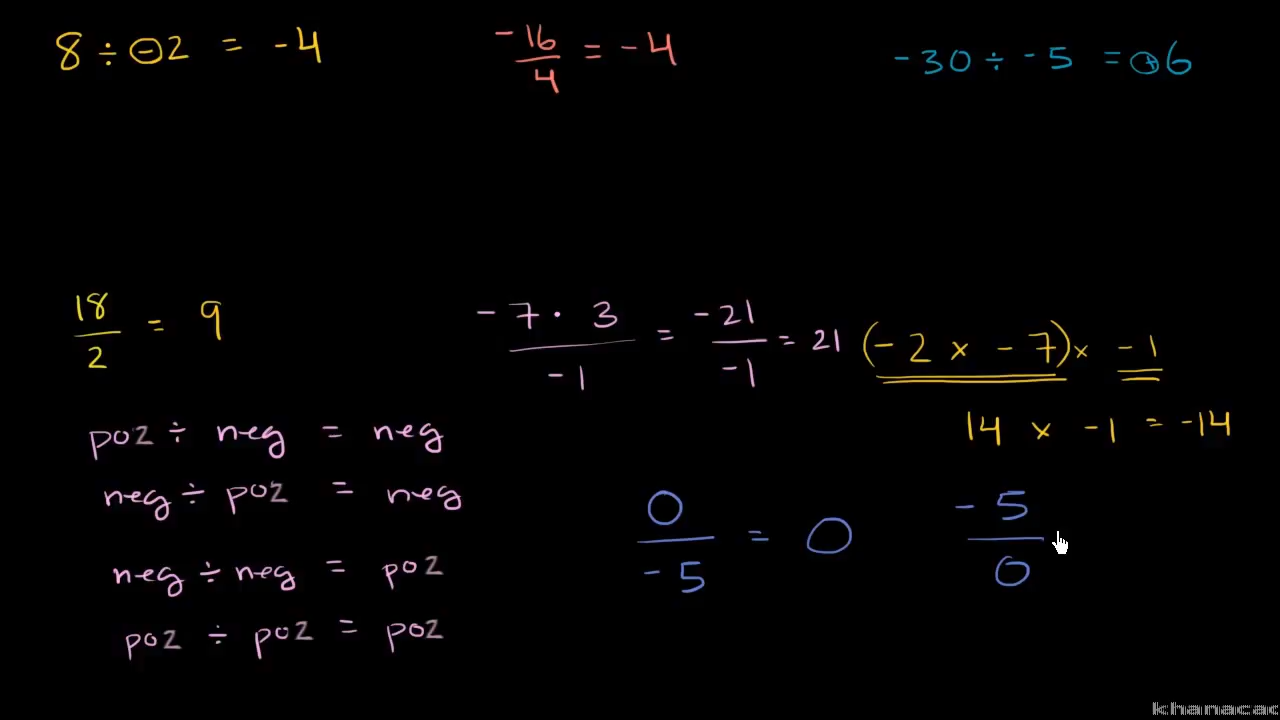 8 ÷ -2 = -4
-16/4 = -4
-30 ÷ -5 = +6
18/2 = 9
-7 · 3/-1 = -21/-1 = 21
(-2 x -7) x -1
14 x -1 = -14
poz ÷ neg = neg
neg ÷ poz = neg
neg ÷ neg = poz
poz ÷ poz = poz
0/-5 = 0
-5/0
khanacac